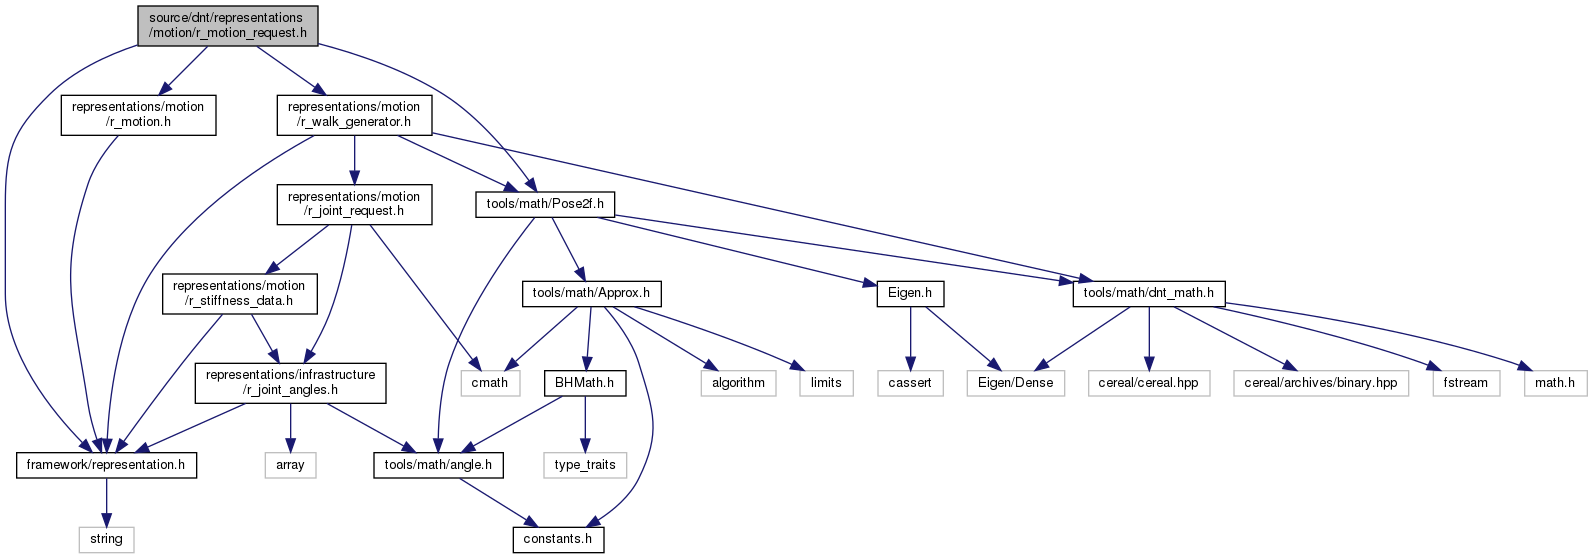 source/dnt/representations
/motion/r_motion_request.h
representations/motion
/r_motion.h
representations/motion
/r_walk_generator.h
representations/motion
/r_joint_request.h
tools/math/Pose2f.h
representations/motion
/r_stiffness_data.h
tools/math/Approx.h
Eigen.h
tools/math/dnt_math.h
representations/infrastructure
/r_joint_angles.h
cmath
BHMath.h
algorithm
limits
cassert
Eigen/Dense
cereal/cereal.hpp
cereal/archives/binary.hpp
fstream
math.h
framework/representation.h
array
tools/math/angle.h
type_traits
string
constants.h